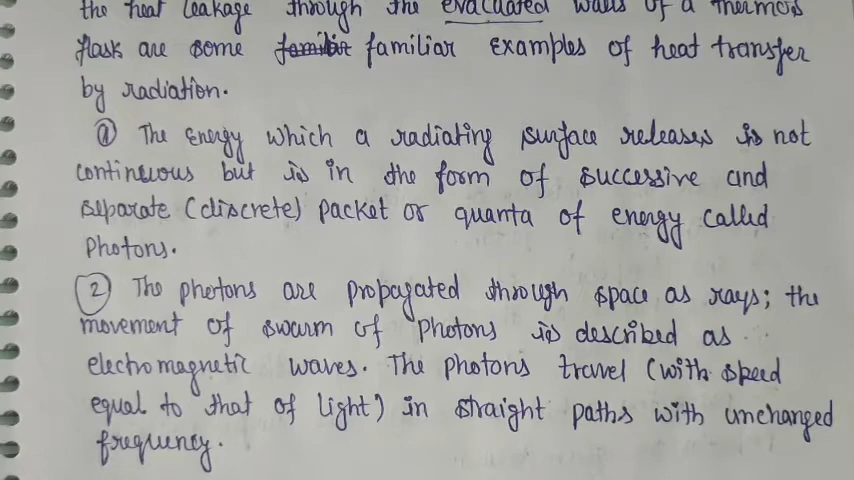 the heat leakage through the evacuated walls of a thermos
flask are some familiar familiar examples of heat transfer
by radiation.
① The Energy which a radiating surface releases is not
continuous but is in the form of successive and
separate (discrete) packet or quanta of energy called
photons.
② The photons are propagated through space as rays; the
movement of swarm of photons is described as
electromagnetic waves. The photons travel (with speed
equal to that of light) in straight paths with unchanged
frequency.